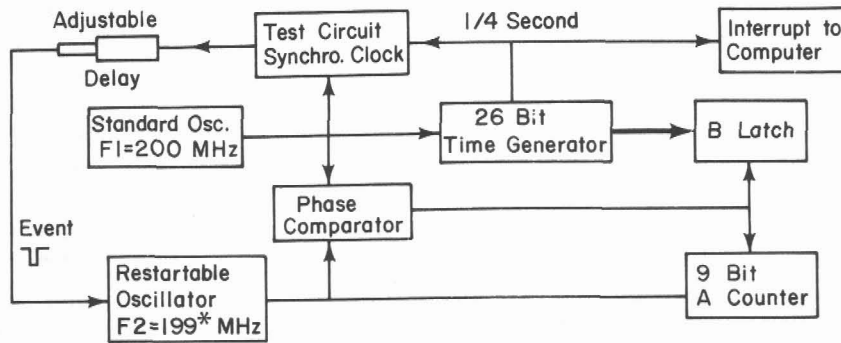 Adjustable
Delay
Test Circuit
Synchro. Clock
1/4 Second
Interrupt to
Computer
Standard Osc.
F1=200 MHz
26 Bit
Time Generator
B Latch
Phase
Comparator
Event
Restartable
Oscillator
F2=199* MHz
9 Bit
A Counter